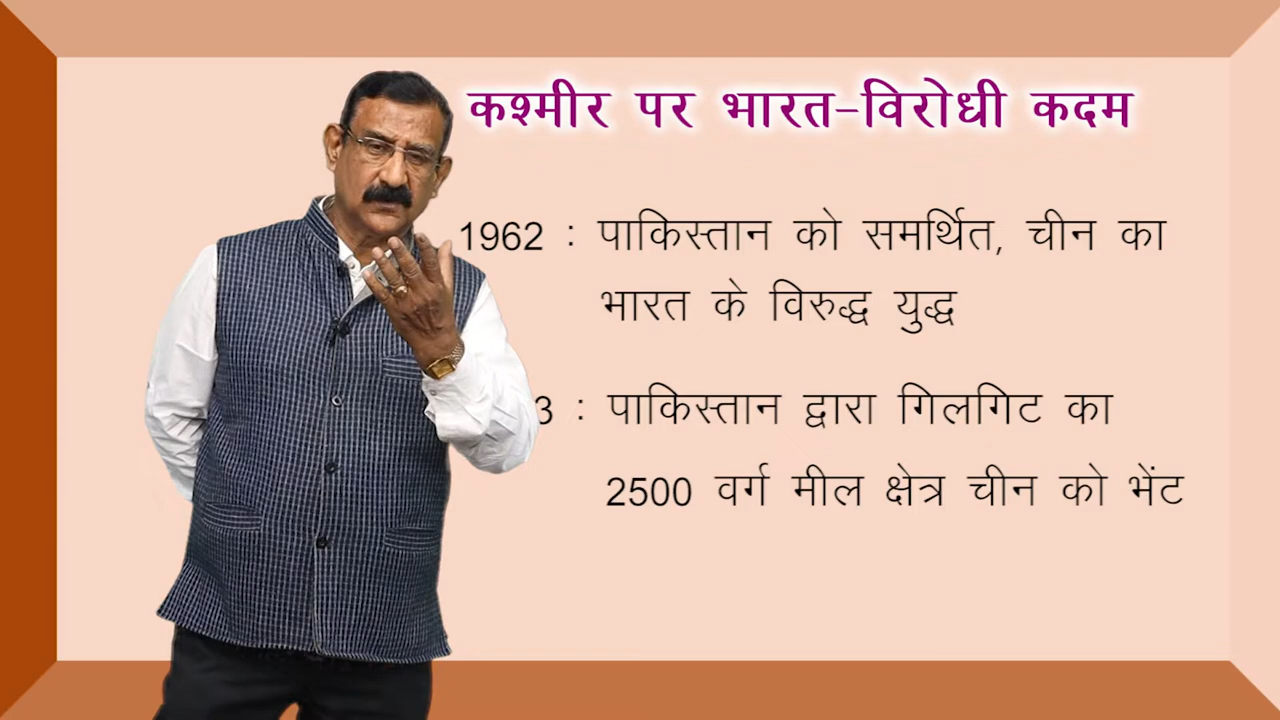 कश्मीर पर भारत-विरोधी कदम
1962 : पाकिस्तान को समर्थित, चीन का
भारत के विरुद्ध युद्ध
3 : पाकिस्तान द्वारा गिलगिट का
2500 वर्ग मील क्षेत्र चीन को भेंट